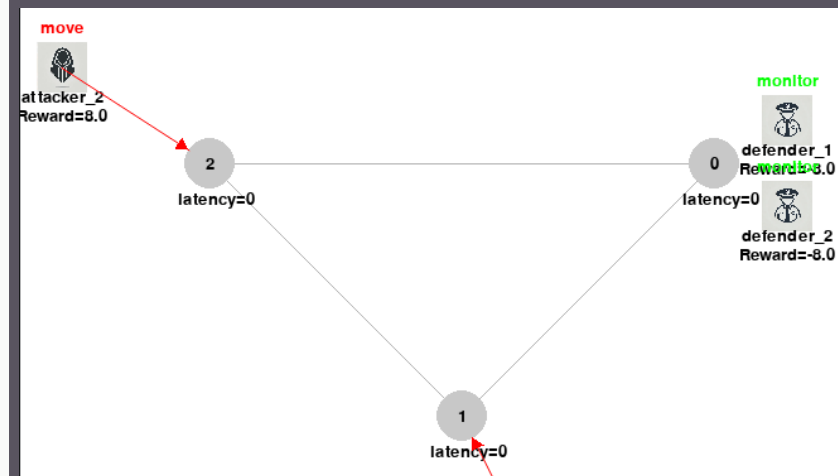 move
attacker_2
Reward=8.0
monitor
defender_1
defender_2
Reward=-8.0
2
latency=0
0
latency=0
1
latency=0